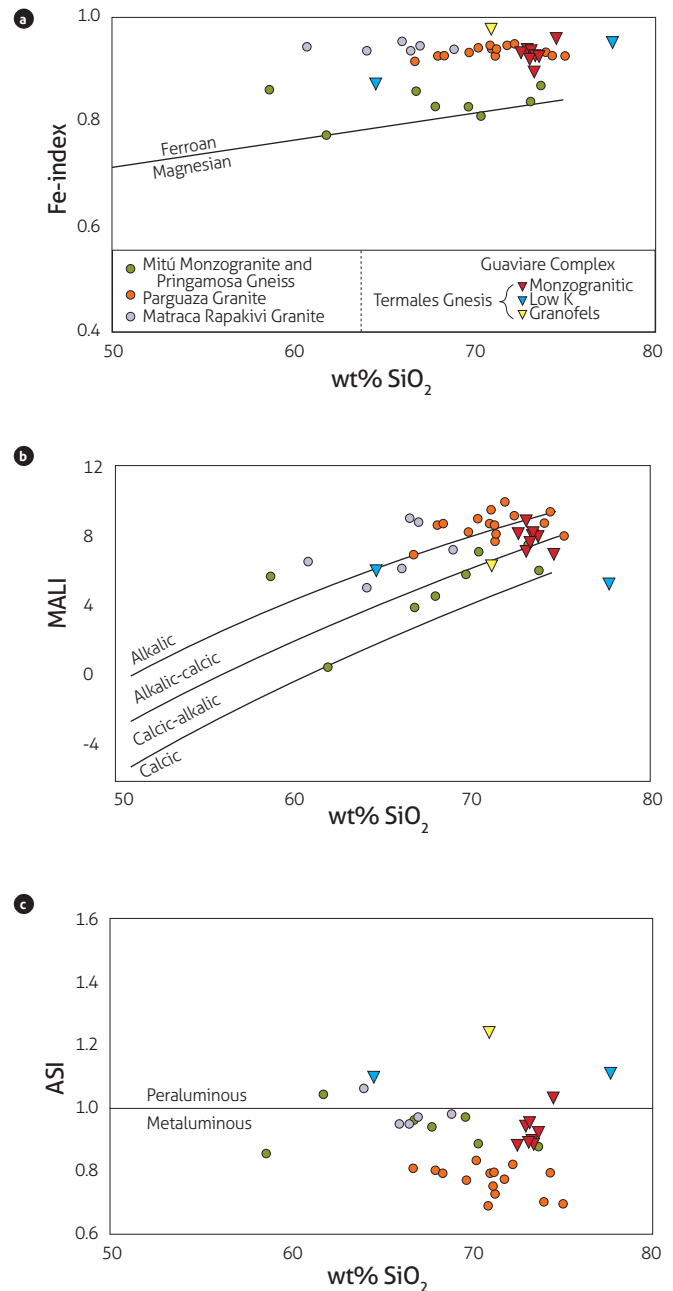 a
1.0
0.8
0.6
0.4
Fe-index
Ferroan
Magnesian
Mitú Monzogranite and
Pringamosa Gneiss
Parguaza Granite
Matraca Rapakivi Granite
Guaviare Complex
Termales Gnesis
Monzogranitic
Low K
Granofels
50 60 70 80
wt% SiO2
b
12
8
4
0
-4
MALI
Alkalic
Alkalic-calcic
Calcic-alkalic
Calcic
50 60 70 80
wt% SiO2
c
1.6
1.4
1.2
1.0
0.8
0.6
ASI
Peraluminous
Metaluminous
50 60 70 80
wt% SiO2